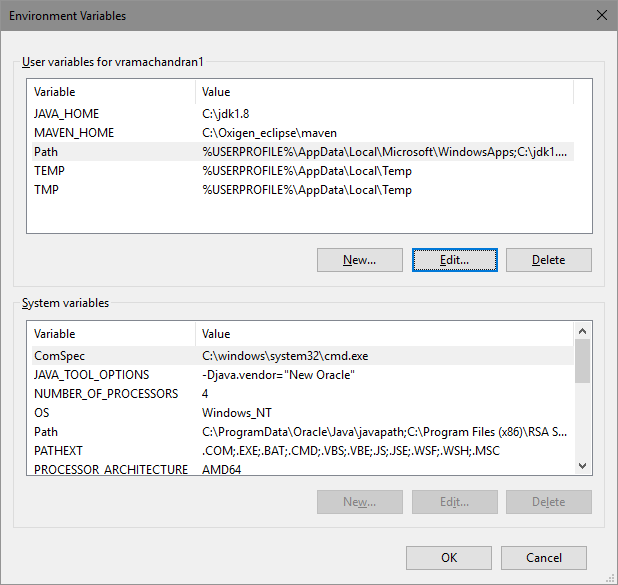 Environment Variables
User variables for vramachandran1
Variable Value
JAVA_HOME C:\jdk1.8
MAVEN_HOME C:\Oxigen_eclipse\maven
Path %USERPROFILE%\AppData\Local\Microsoft\WindowsApps;C:\jdk1....
TEMP %USERPROFILE%\AppData\Local\Temp
TMP %USERPROFILE%\AppData\Local\Temp
New... Edit... Delete
System variables
Variable Value
ComSpec C:\windows\system32\cmd.exe
JAVA_TOOL_OPTIONS -Djava.vendor="New Oracle"
NUMBER_OF_PROCESSORS 4
OS Windows_NT
Path C:\ProgramData\Oracle\Java\javapath;C:\Program Files (x86)\RSA S...
PATHEXT .COM;.EXE;.BAT;.CMD;.VBS;.VBE;.JS;.JSE;.WSF;.WSH;.MSC
PROCESSOR_ARCHITECTURE AMD64
New... Edit... Delete
OK Cancel